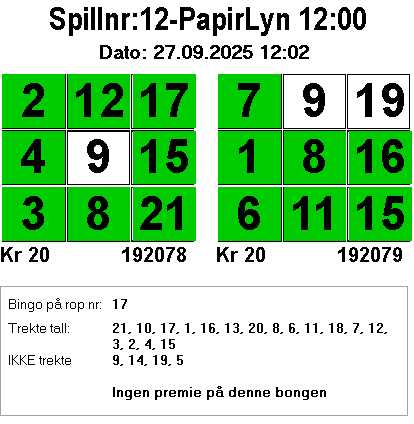 Spillnr:12-PapirLyn 12:00
Dato: 27.09.2025 12:02
2 12 17 7 9 19
4 9 15 1 8 16
3 8 21 6 11 15
Kr 20 192078 Kr 20 192079
Bingo på rop nr: 17
Trekte tall: 21, 10, 17, 1, 16, 13, 20, 8, 6, 11, 18, 7, 12,
3, 2, 4, 15
IKKE trekte 9, 14, 19, 5
Ingen premie på denne bongen